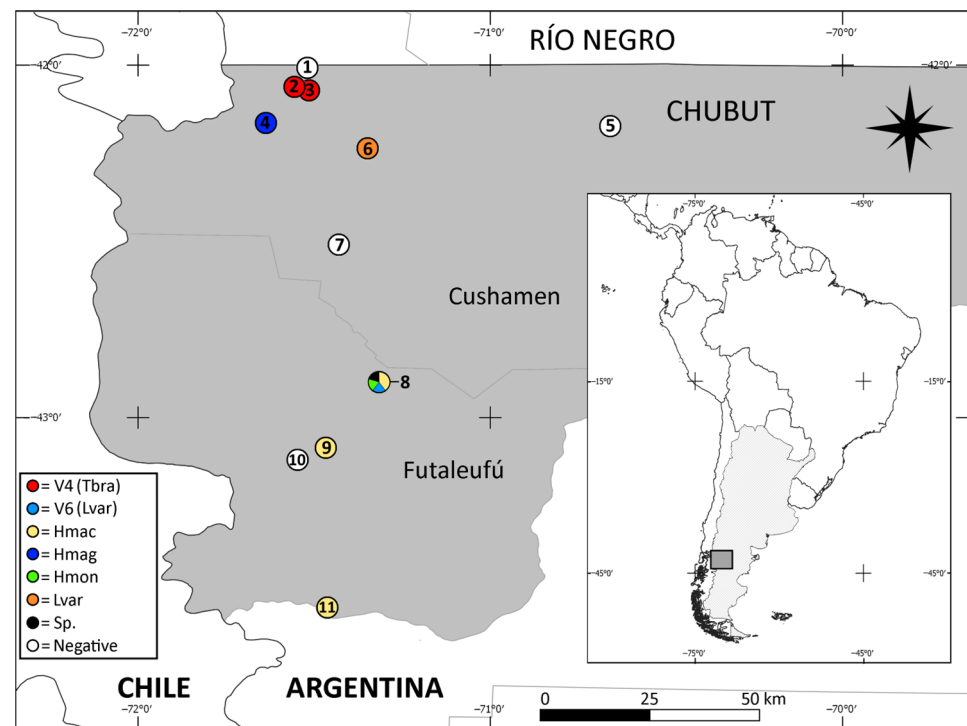 −72°0′
−71°0′
−70°0′
RÍO NEGRO
−42°0′
−42°0′
1
2
3
CHUBUT
4
5
6
−75°0′
−45°0′
7
Cushamen
8
−15°0′
−15°0′
−43°0′
9
10
Futaleufú
= V4 (Tbra)
= V6 (Lvar)
= Hmac
= Hmag
= Hmon
= Lvar
= Sp.
= Negative
−45°0′
−45°0′
11
−75°0′
−45°0′
CHILE
ARGENTINA
0
25
50 km
−72°0′
−71°0′
−70°0′